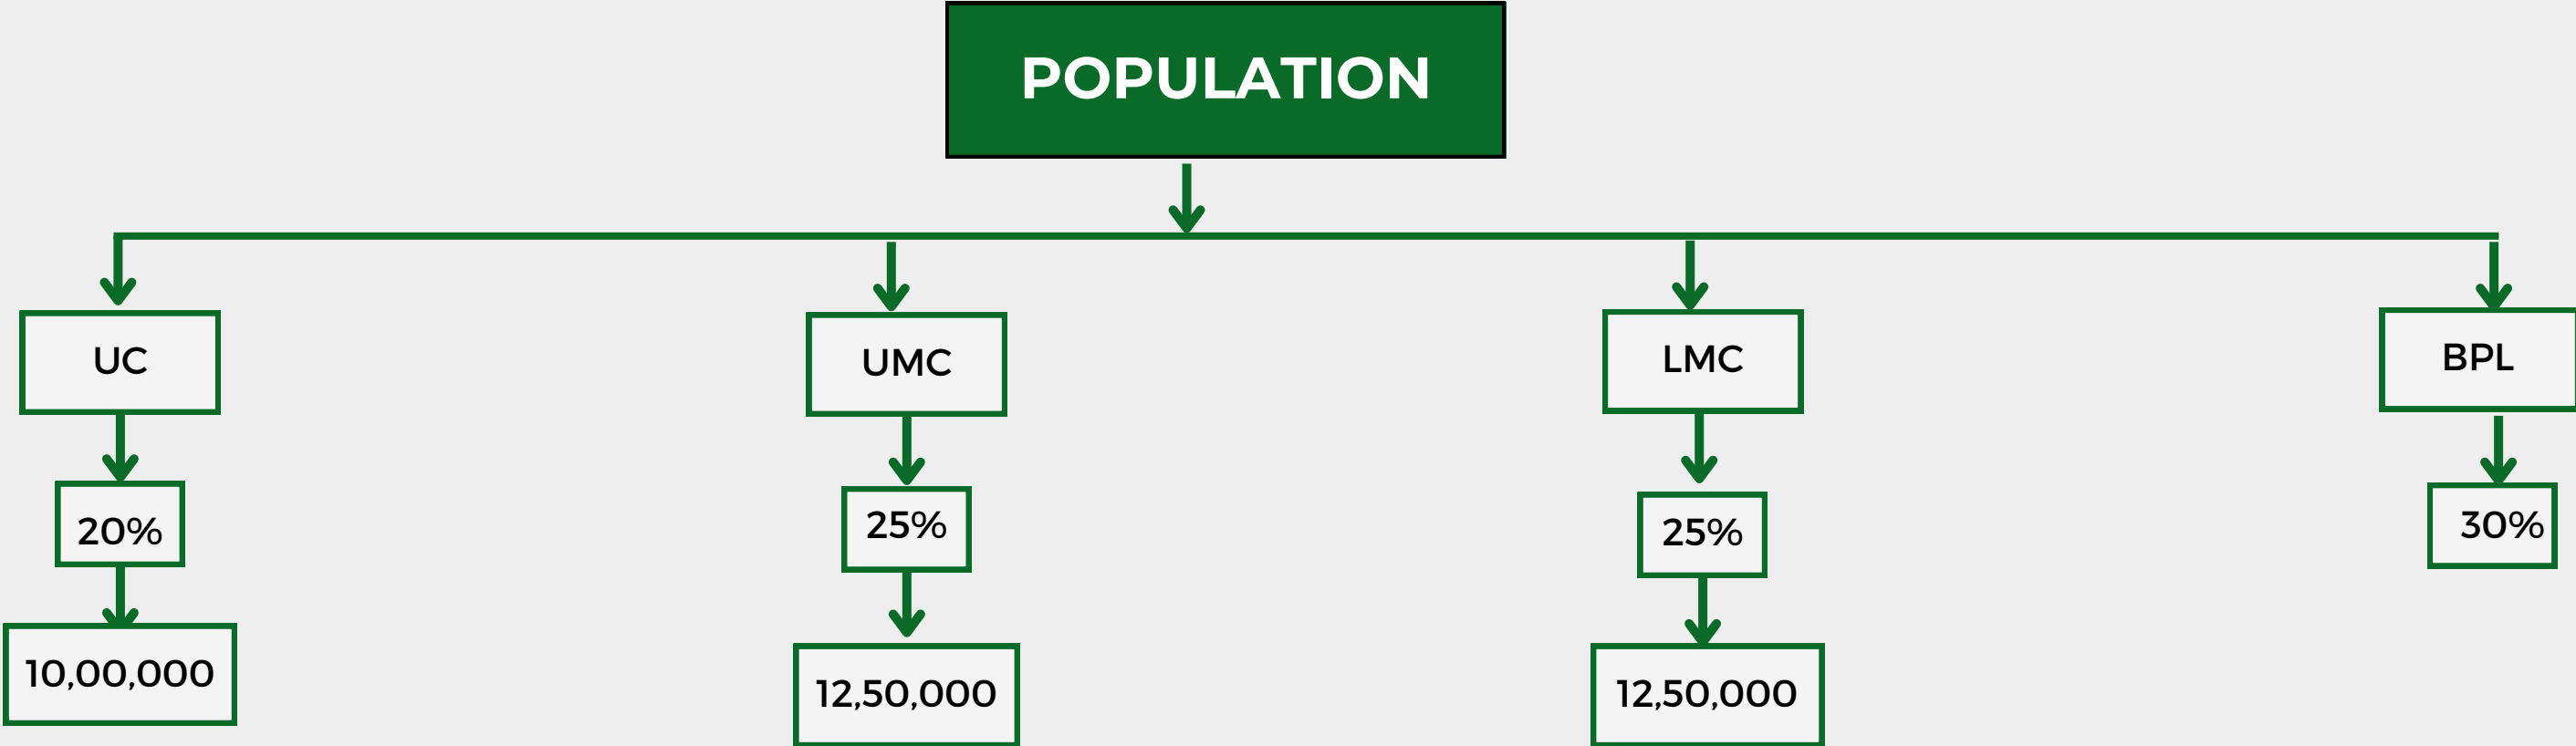 POPULATION
UC
UMC
LMC
BPL
20%
25%
25%
30%
10,00,000
12,50,000
12,50,000